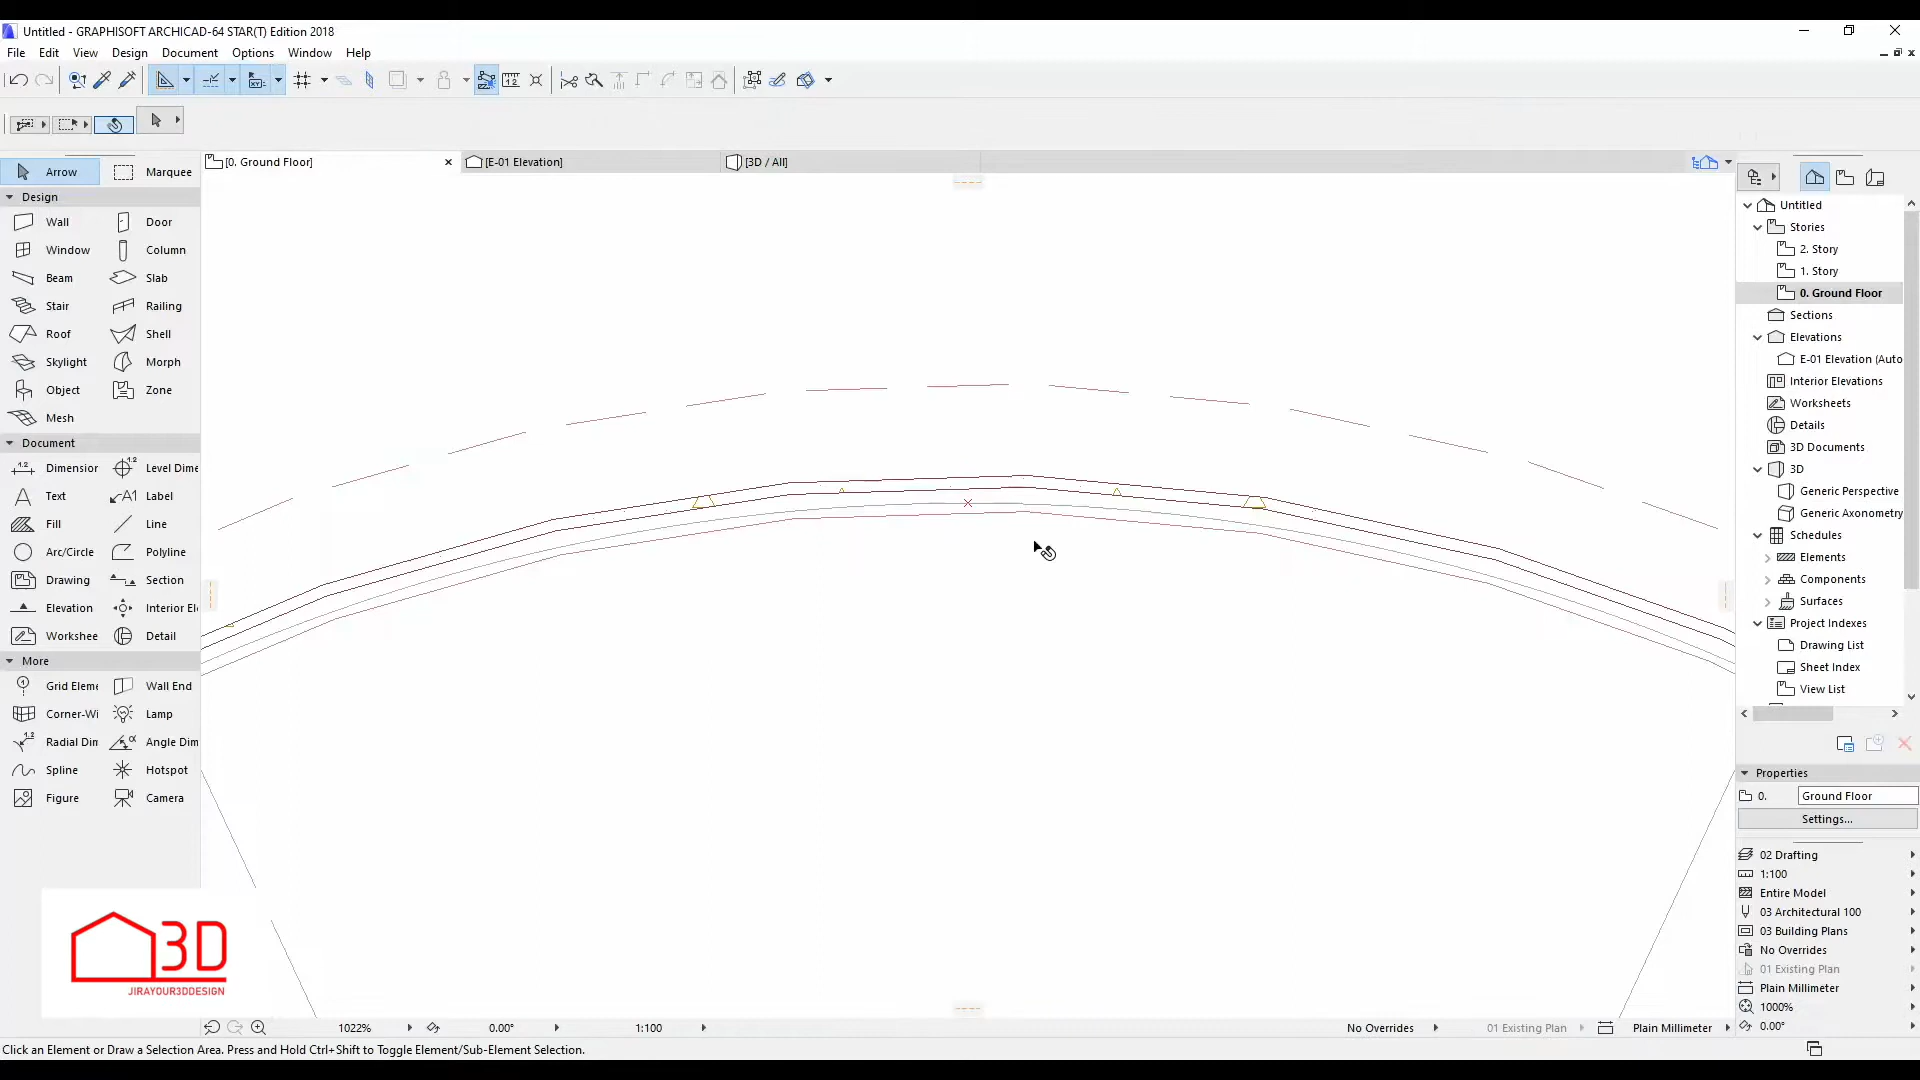 Untitled - GRAPHISOFT ARCHICAD-64 STAR(T) Edition 2018
File Edit View Design Document Options Window Help
[0. Ground Floor] [E-01 Elevation] [3D / All]
Arrow Marquee
Design
Wall Door
Window Column
Beam Slab
Stair Railing
Roof Shell
Skylight Morph
Object Zone
Mesh
Document
Dimension Level Dime
Text Label
Fill Line
Arc/Circle Polyline
Drawing Section
Elevation Interior El
Workshee Detail
More
Grid Eleme Wall End
Corner-Wi Lamp
Radial Dim Angle Dim
Spline Hotspot
Figure Camera
3D
JIRAYOUR3DDESIGN
Untitled
Stories
2. Story
1. Story
0. Ground Floor
Sections
Elevations
E-01 Elevation (Auto
Interior Elevations
Worksheets
Details
3D Documents
3D
Generic Perspective
Generic Axonometry
Schedules
Elements
Components
Surfaces
Project Indexes
Drawing List
Sheet Index
View List
Properties
0. Ground Floor
Settings...
02 Drafting
1:100
Entire Model
03 Architectural 100
03 Building Plans
No Overrides
01 Existing Plan
Plain Millimeter
1000%
0.00°
1022% 0.00° 1:100 No Overrides 01 Existing Plan Plain Millimeter
Click an Element or Draw a Selection Area. Press and Hold Ctrl+Shift to Toggle Element/Sub-Element Selection.